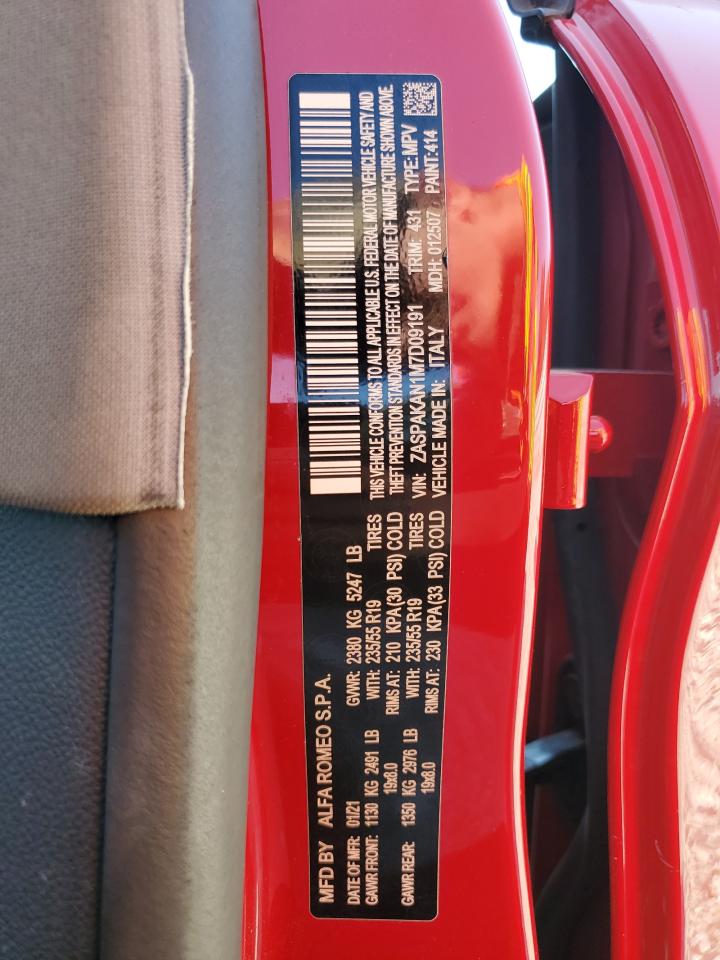 MFD BY ALFA ROMEO S.P.A.
DATE OF MFR: 01/21 GVWR: 2380 KG 5247 LB
GAWR FRONT: 1130 KG 2491 LB WITH: 235/55 R19 TIRES
19x8.0 RIMS AT: 210 KPA(30 PSI) COLD
GAWR REAR: 1350 KG 2976 LB WITH: 235/55 R19 TIRES
19x8.0 RIMS AT: 230 KPA(33 PSI) COLD
THIS VEHICLE CONFORMS TO ALL APPLICABLE U.S. FEDERAL MOTOR VEHICLE SAFETY AND
THEFT PREVENTION STANDARDS IN EFFECT ON THE DATE OF MANUFACTURE SHOWN ABOVE.
VIN: ZASPAKAN1M7D09191 TRIM: 431 TYPE: MPV
VEHICLE MADE IN: ITALY MDH: 012507 PAINT: 414